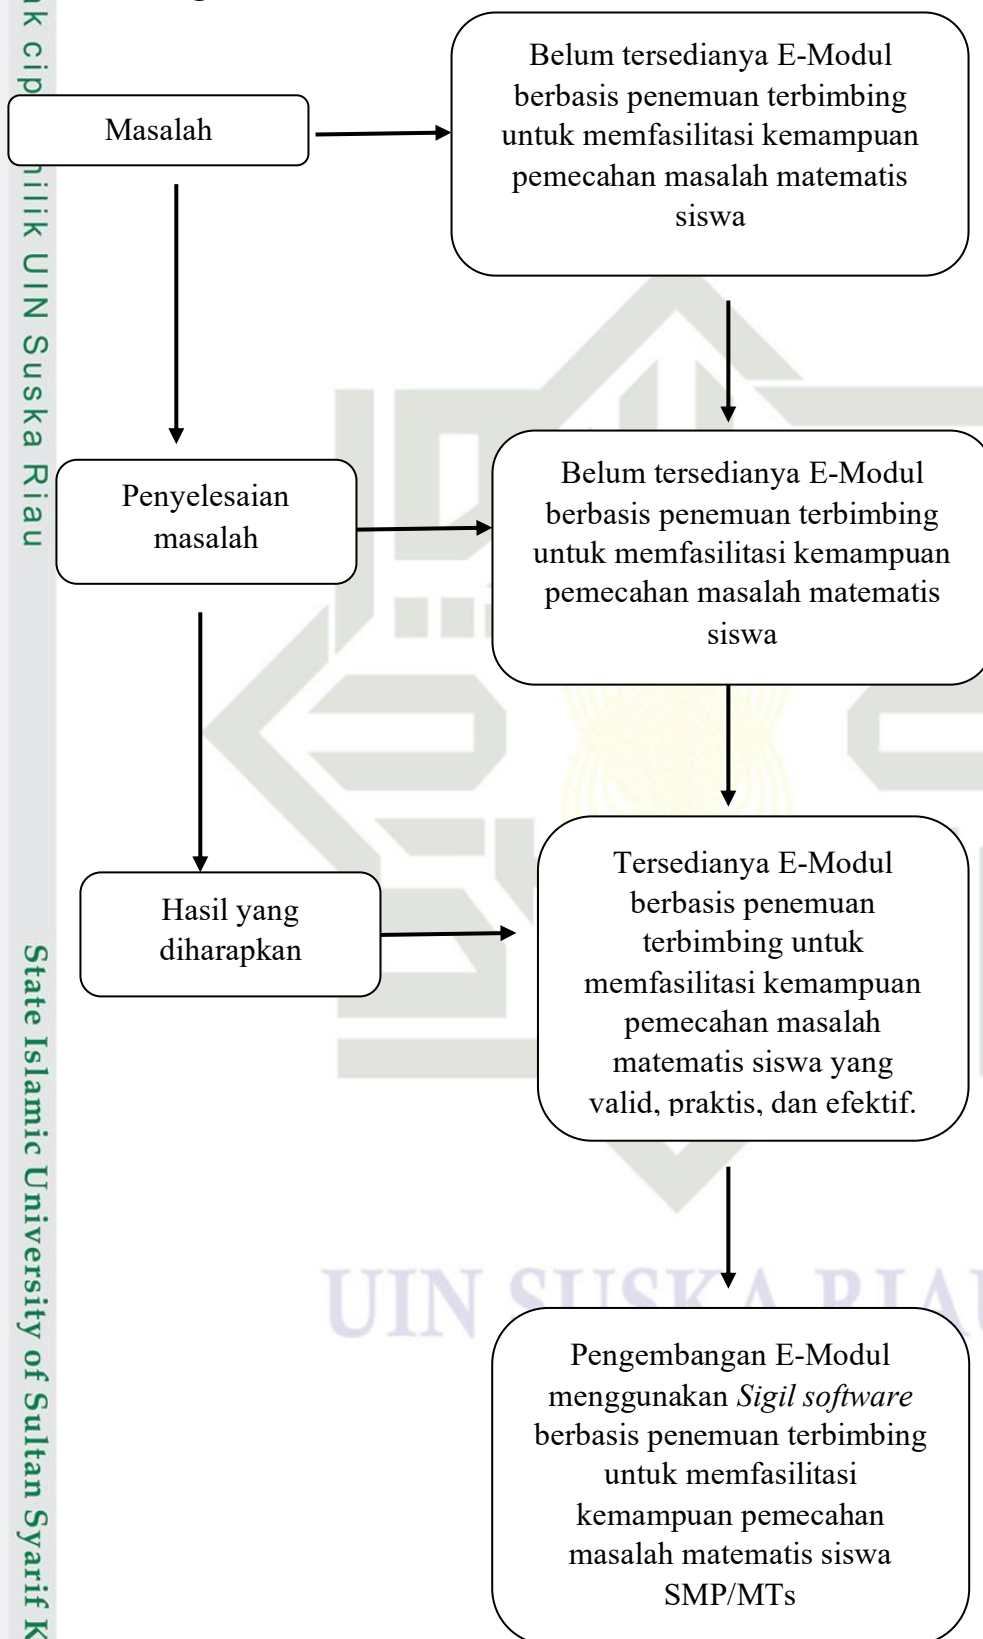 Masalah
Belum tersedianya E-Modul
berbasis penemuan terbimbing
untuk memfasilitasi kemampuan
pemecahan masalah matematis
siswa
Penyelesaian
masalah
Belum tersedianya E-Modul
berbasis penemuan terbimbing
untuk memfasilitasi kemampuan
pemecahan masalah matematis
siswa
Hasil yang
diharapkan
Tersedianya E-Modul
berbasis penemuan
terbimbing untuk
memfasilitasi kemampuan
pemecahan masalah
matematis siswa yang
valid, praktis, dan efektif.
Pengembangan E-Modul
menggunakan Sigil software
berbasis penemuan terbimbing
untuk memfasilitasi
kemampuan pemecahan
masalah matematis siswa
SMP/MTs
UIN SUSKA RIAU
UIN Suska Riau
State Islamic University of Sultan Syarif